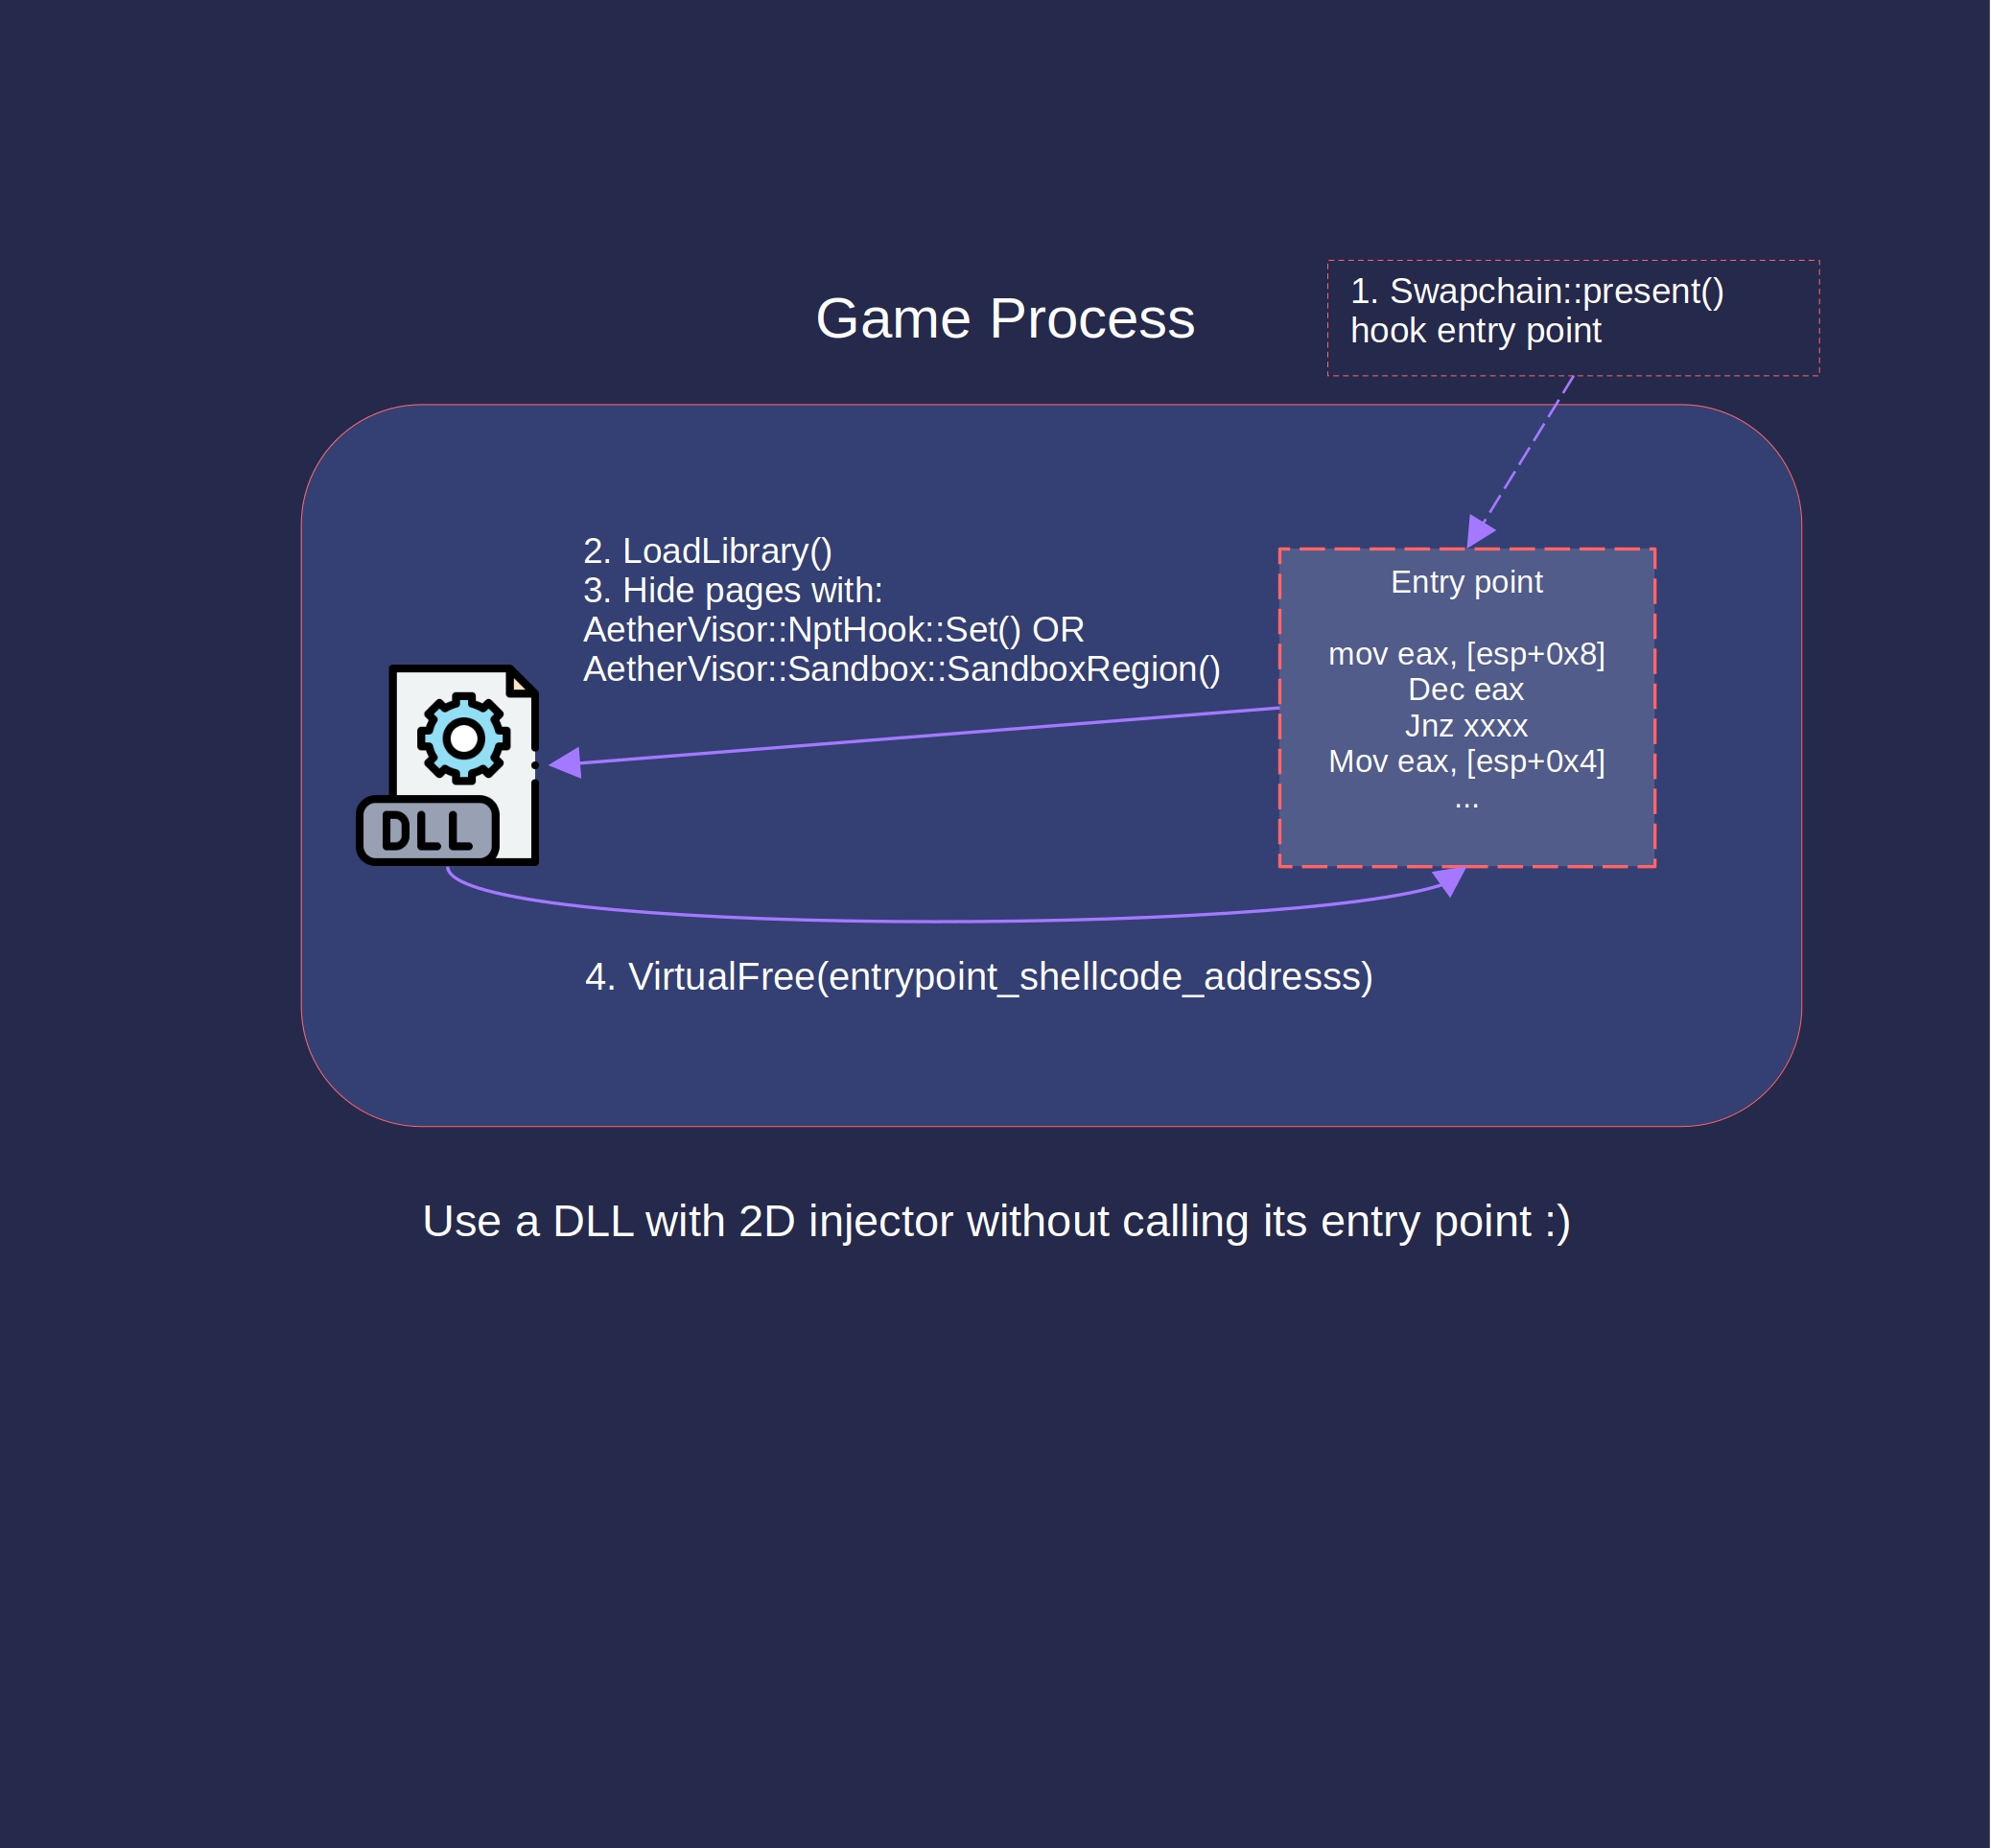 Game Process
1. Swapchain::present()
hook entry point
2. LoadLibrary()
3. Hide pages with:
AetherVisor::NptHook::Set() OR
AetherVisor::Sandbox::SandboxRegion()
Entry point
mov eax, [esp+0x8]
Dec eax
Jnz xxxx
Mov eax, [esp+0x4]
...
DLL
4. VirtualFree(entrypoint_shellcode_addresss)
Use a DLL with 2D injector without calling its entry point :)